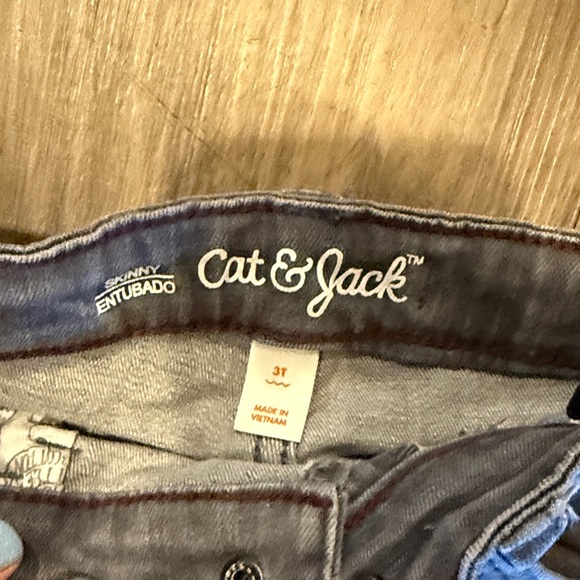 SKINNY
ENTUBADO
Cat & Jack™
3T
MADE IN
VIETNAM